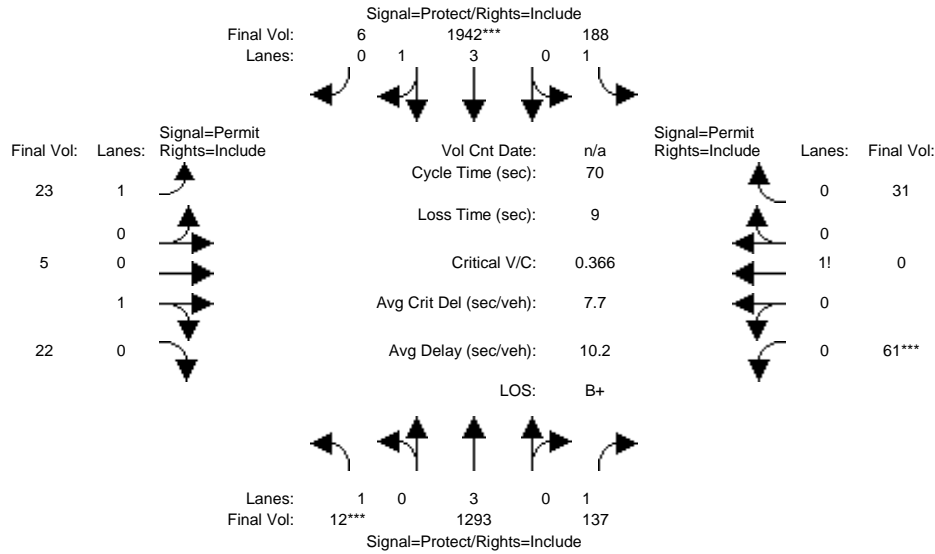 Signal=Protect/Rights=Include
Final Vol: 6 1942*** 188
Lanes: 0 1 3 0 1
Signal=Permit
Final Vol: Lanes: Rights=Include
Vol Cnt Date: n/a
Signal=Permit
Rights=Include Lanes: Final Vol:
Cycle Time (sec): 70
23 1
0 31
Loss Time (sec): 9
0
0
5 0
Critical V/C: 0.366
1! 0
1
Avg Crit Del (sec/veh): 7.7
0
22 0
Avg Delay (sec/veh): 10.2
0 61***
LOS: B+
Lanes: 1 0 3 0 1
Final Vol: 12*** 1293 137
Signal=Protect/Rights=Include